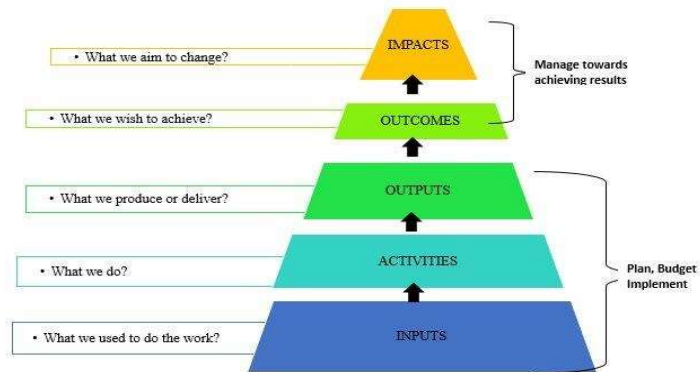 IMPACTS
• What we aim to change?
Manage towards
achieving results
• What we wish to achieve?
OUTCOMES
• What we produce or deliver?
OUTPUTS
• What we do?
ACTIVITIES
Plan, Budget
Implement
• What we used to do the work?
INPUTS